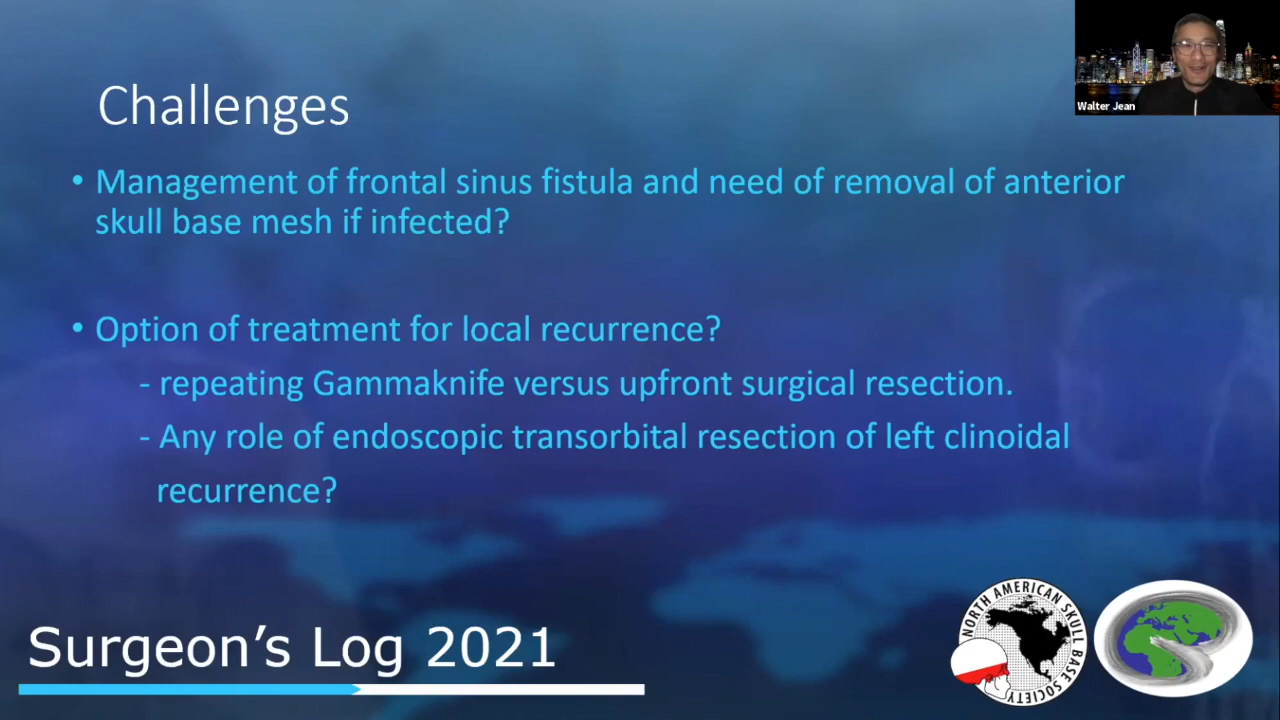 Walter Jean
Challenges
• Management of frontal sinus fistula and need of removal of anterior
skull base mesh if infected?
• Option of treatment for local recurrence?
- repeating Gammaknife versus upfront surgical resection.
- Any role of endoscopic transorbital resection of left clinoidal
recurrence?
Surgeon's Log 2021
NORTH AMERICAN SKULL BASE SOCIETY